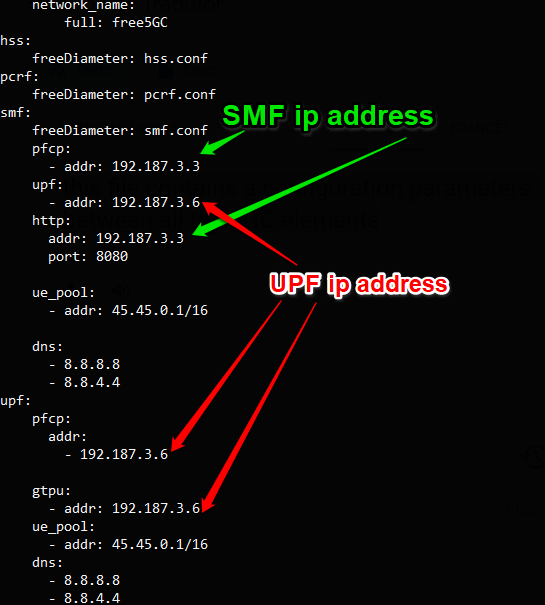 network_name:
full: free5GC
hss:
freeDiameter: hss.conf
pcrf:
freeDiameter: pcrf.conf
smf:
freeDiameter: smf.conf
SMF ip address
pfcp:
- addr: 192.187.3.3
upf:
- addr: 192.187.3.6
http:
addr: 192.187.3.3
port: 8080
UPF ip address
ue_pool:
- addr: 45.45.0.1/16
dns:
- 8.8.8.8
- 8.8.4.4
upf:
pfcp:
addr:
- 192.187.3.6
gtpu:
- addr: 192.187.3.6
ue_pool:
- addr: 45.45.0.1/16
dns:
- 8.8.8.8
- 8.8.4.4